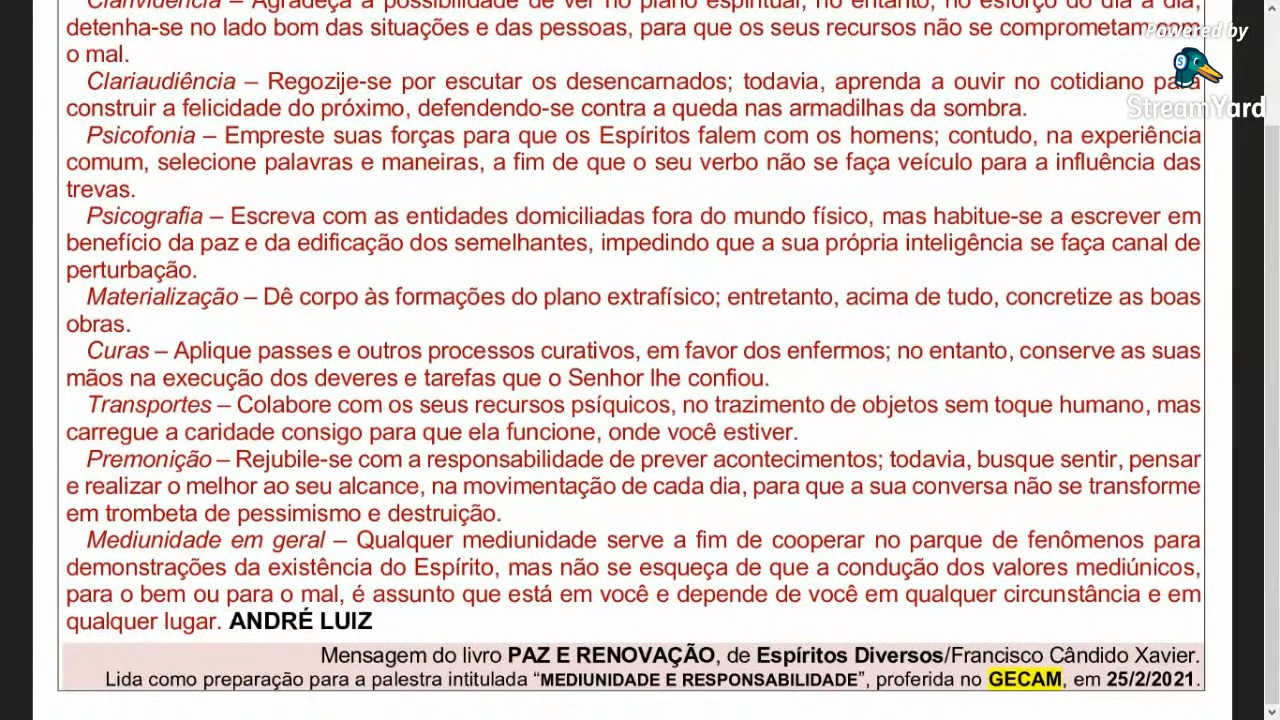 Clarividência – Agradeça a possibilidade de ver no plano espiritual; no entanto, no esforço do dia a dia,
detenha-se no lado bom das situações e das pessoas, para que os seus recursos não se comprometam com
o mal.
Clariaudiência – Regozije-se por escutar os desencarnados; todavia, aprenda a ouvir no cotidiano para
construir a felicidade do próximo, defendendo-se contra a queda nas armadilhas da sombra.
Psicofonia – Empreste suas forças para que os Espíritos falem com os homens; contudo, na experiência
comum, selecione palavras e maneiras, a fim de que o seu verbo não se faça veículo para a influência das
trevas.
Psicografia – Escreva com as entidades domiciliadas fora do mundo físico, mas habitue-se a escrever em
benefício da paz e da edificação dos semelhantes, impedindo que a sua própria inteligência se faça canal de
perturbação.
Materialização – Dê corpo às formações do plano extrafísico; entretanto, acima de tudo, concretize as boas
obras.
Curas – Aplique passes e outros processos curativos, em favor dos enfermos; no entanto, conserve as suas
mãos na execução dos deveres e tarefas que o Senhor lhe confiou.
Transportes – Colabore com os seus recursos psíquicos, no trazimento de objetos sem toque humano, mas
carregue a caridade consigo para que ela funcione, onde você estiver.
Premonição – Rejubile-se com a responsabilidade de prever acontecimentos; todavia, busque sentir, pensar
e realizar o melhor ao seu alcance, na movimentação de cada dia, para que a sua conversa não se transforme
em trombeta de pessimismo e destruição.
Mediunidade em geral – Qualquer mediunidade serve a fim de cooperar no parque de fenômenos para
demonstrações da existência do Espírito, mas não se esqueça de que a condução dos valores mediúnicos,
para o bem ou para o mal, é assunto que está em você e depende de você em qualquer circunstância e em
qualquer lugar. ANDRÉ LUIZ
Mensagem do livro PAZ E RENOVAÇÃO, de Espíritos Diversos/Francisco Cândido Xavier.
Lida como preparação para a palestra intitulada “MEDIUNIDADE E RESPONSABILIDADE”, proferida no GECAM, em 25/2/2021.
Powered by
StreamYard